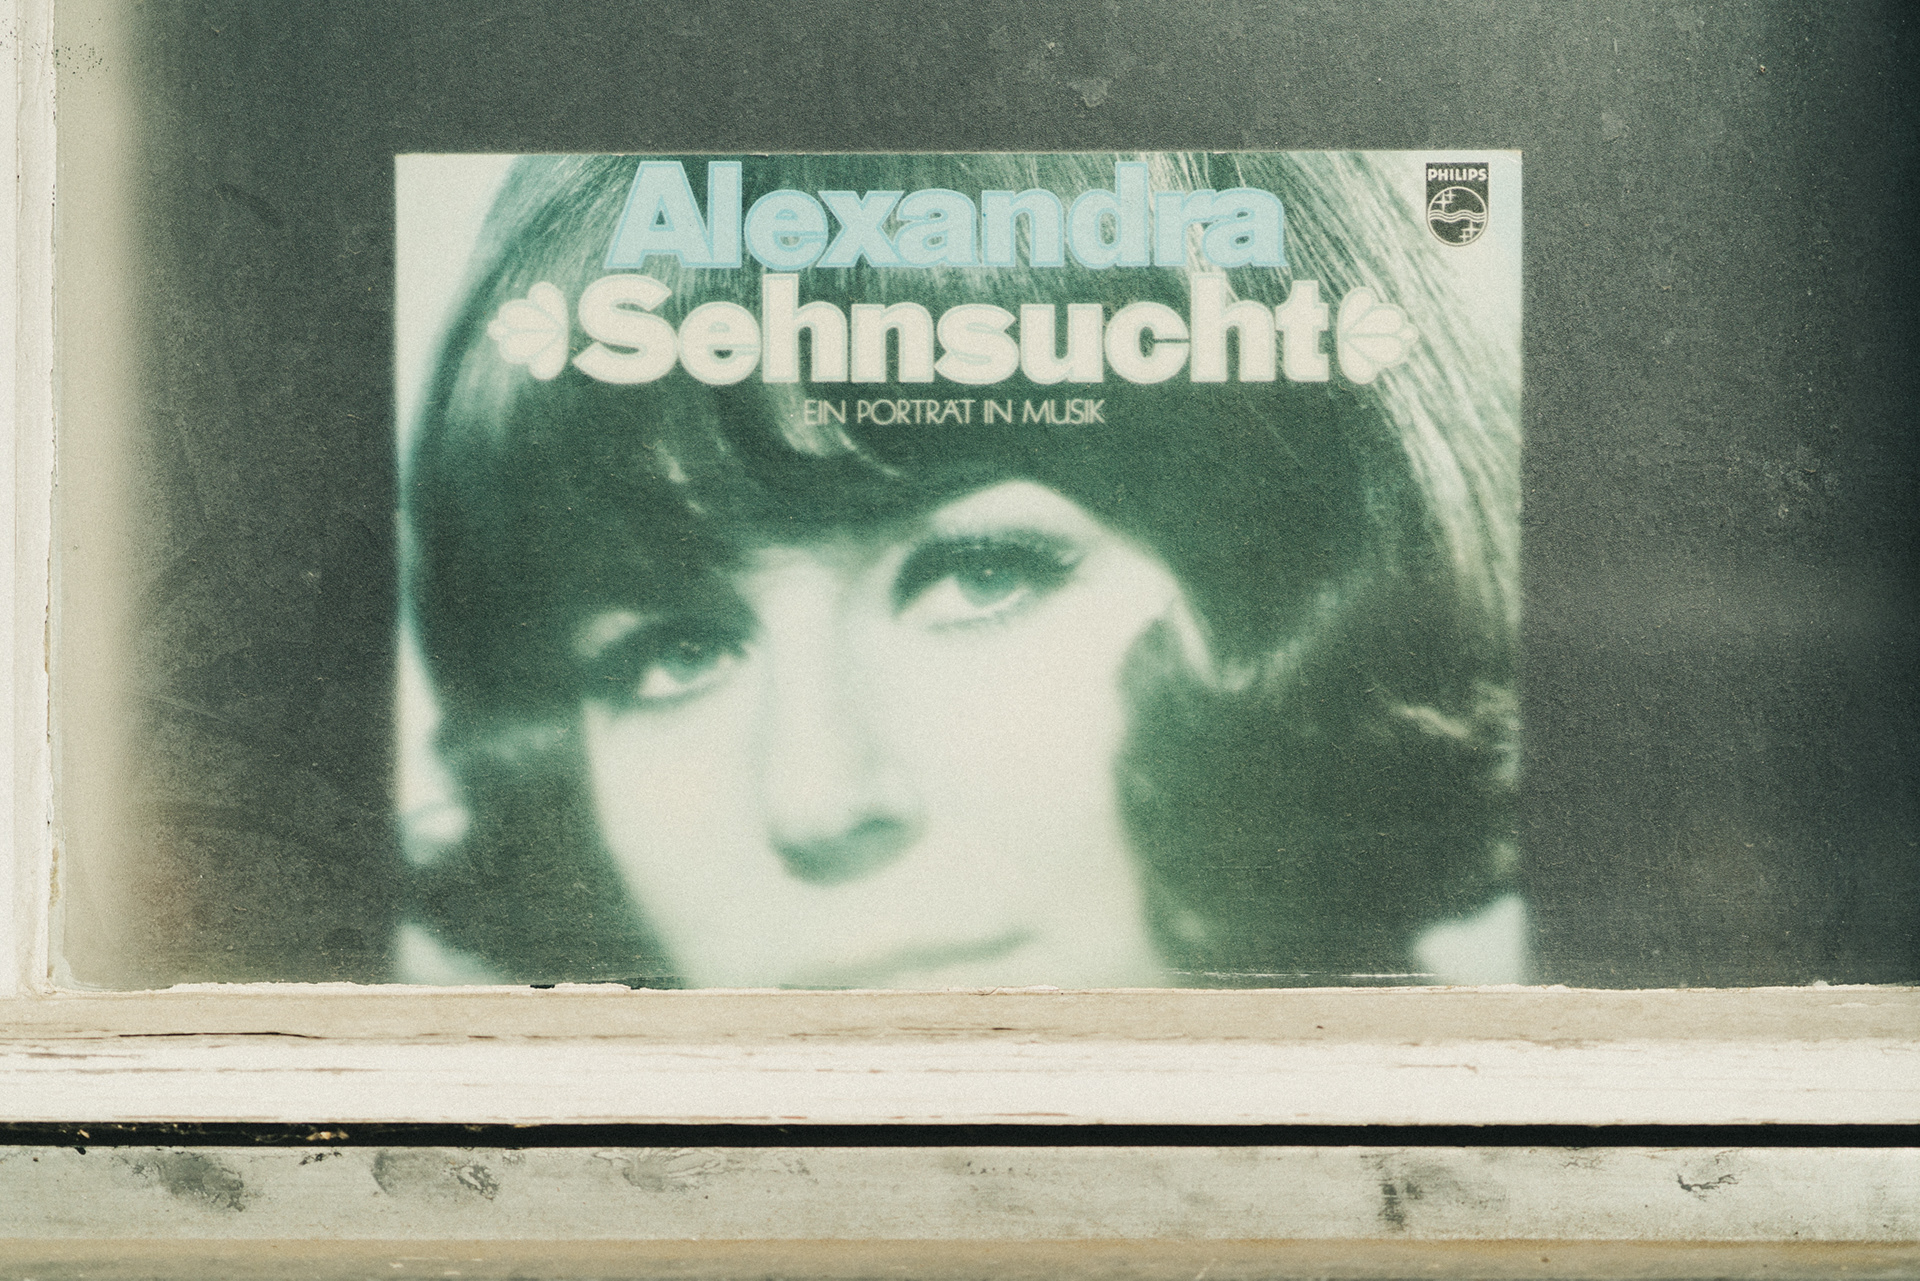 Alexandra
PHILIPS
Sehnsucht
EIN PORTRÄT IN MUSIK